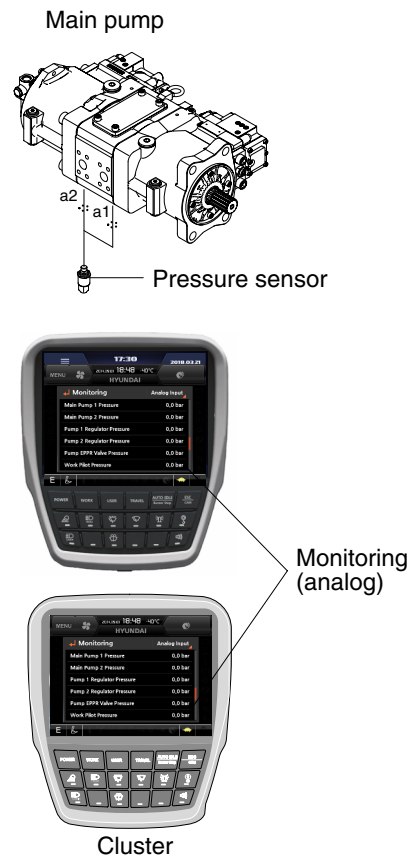 Main pump
a2
a1
Pressure sensor
17:30
2018.03.21
MENU
18:48 -40°C
HYUNDAI
Monitoring Analog Input
Main Pump 1 Pressure 0,0 bar
Main Pump 2 Pressure 0,0 bar
Pump 1 Regulator Pressure 0,0 bar
Pump 2 Regulator Pressure 0,0 bar
Pump EPPR Valve Pressure 0,0 bar
Work Pilot Pressure 0,0 bar
E
POWER WORK USER TRAVEL AUTO IDLE ESC
Monitoring
(analog)
MENU
18:48 -40°C
HYUNDAI
Monitoring Analog Input
Main Pump 1 Pressure 0,0 bar
Main Pump 2 Pressure 0,0 bar
Pump 1 Regulator Pressure 0,0 bar
Pump 2 Regulator Pressure 0,0 bar
Pump EPPR Valve Pressure 0,0 bar
Work Pilot Pressure 0,0 bar
E
POWER WORK USER TRAVEL AUTO IDLE ESC
Cluster